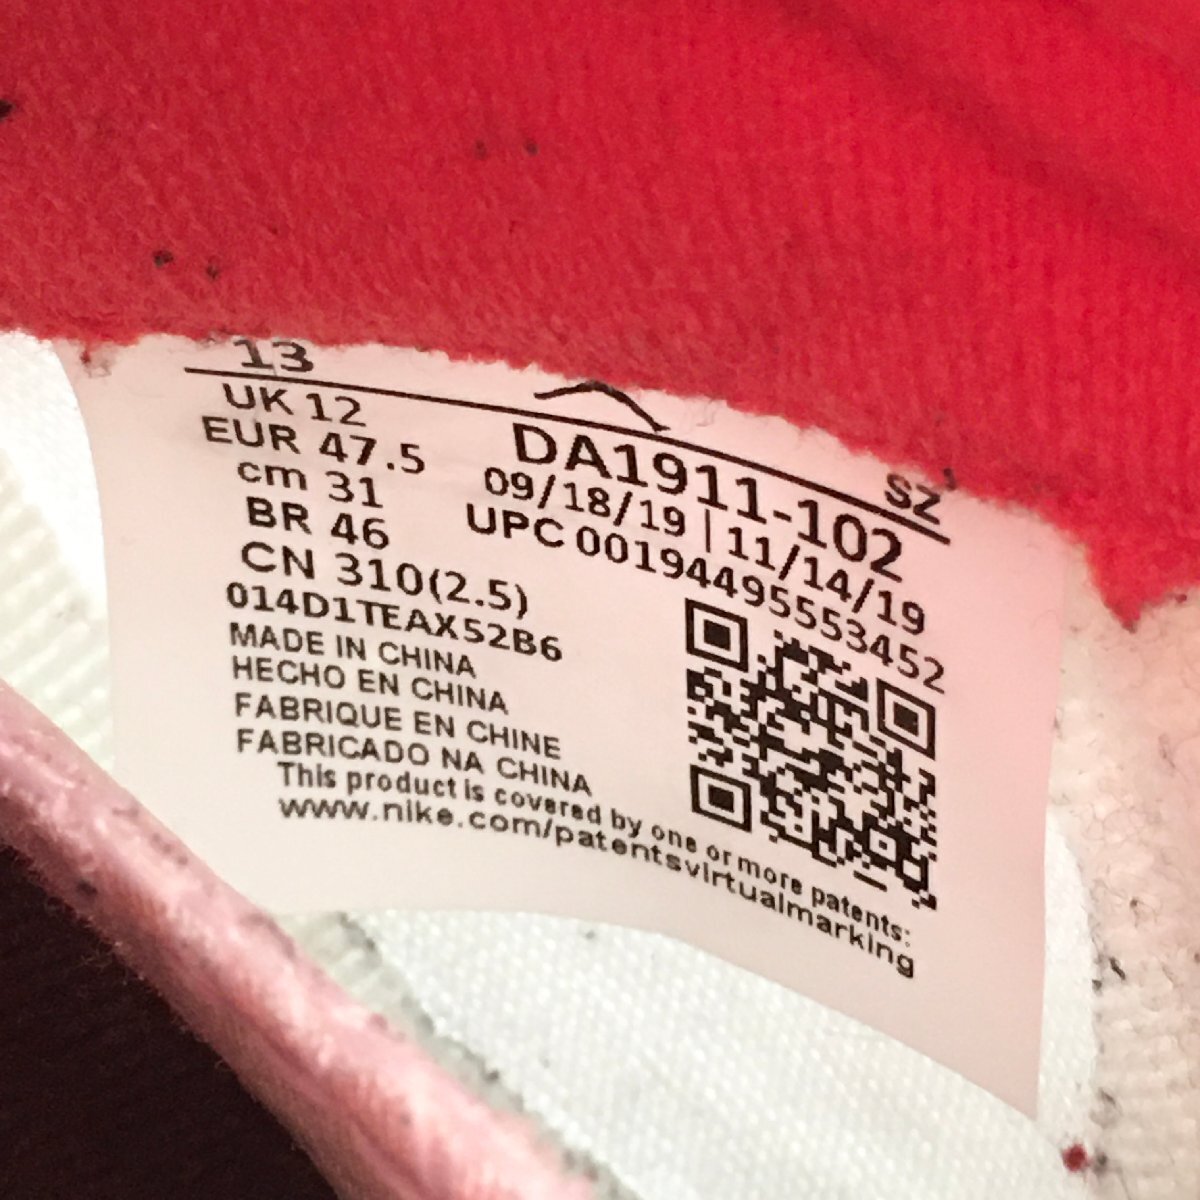 13
SZ
UK 12
EUR 47.5
cm 31
BR 46
CN 310(2.5)
DA1911-102
09/18/19 | 11/14/19
UPC 00194495553452
014D1TEAX52B6
MADE IN CHINA
HECHO EN CHINA
FABRIQUE EN CHINE
FABRICADO NA CHINA
This product is covered by one or more patents:
www.nike.com/patentsvirtualmarking